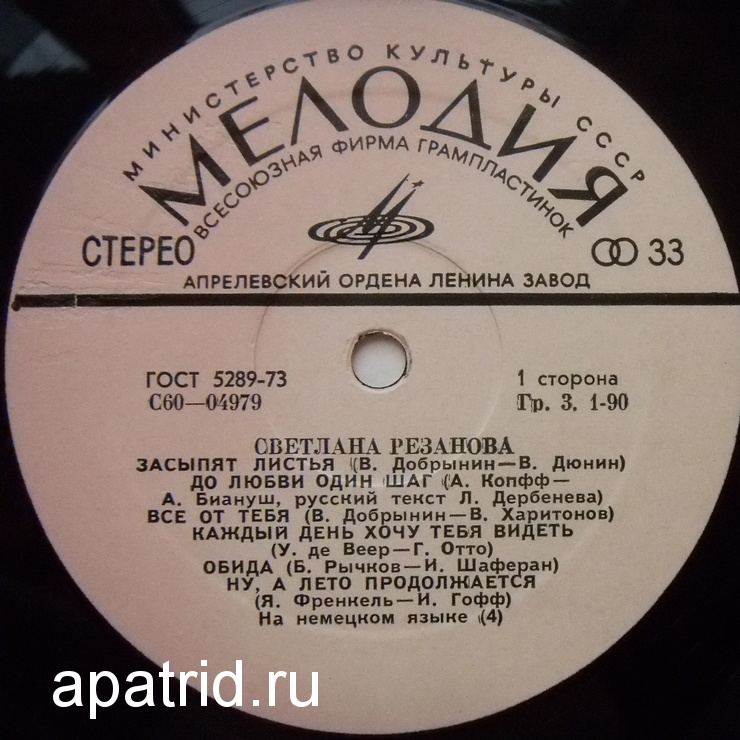 МИНИСТЕРСТВО КУЛЬТУРЫ СССР
МЕЛОДИЯ
ВСЕСОЮЗНАЯ ФИРМА ГРАМПЛАСТИНОК
СТЕРЕО
33
АПРЕЛЕВСКИЙ ОРДЕНА ЛЕНИНА ЗАВОД
ГОСТ 5289-73
1 сторона
С60—04979
Гр. 3. 1-90
СВЕТЛАНА РЕЗАНОВА
ЗАСЫПЯТ ЛИСТЬЯ (В. Добрынин—В. Дюнин)
ДО ЛЮБВИ ОДИН ШАГ (А. Копфф—
А. Биануш, русский текст Л. Дербенева)
ВСЕ ОТ ТЕБЯ (В. Добрынин—В. Харитонов)
КАЖДЫЙ ДЕНЬ ХОЧУ ТЕБЯ ВИДЕТЬ
(У. де Веер—Г. Отто)
ОБИДА (Б. Рычков—И. Шаферан)
НУ, А ЛЕТО ПРОДОЛЖАЕТСЯ
(Я. Френкель—И. Гофф)
На немецком языке (4)
apatrid.ru